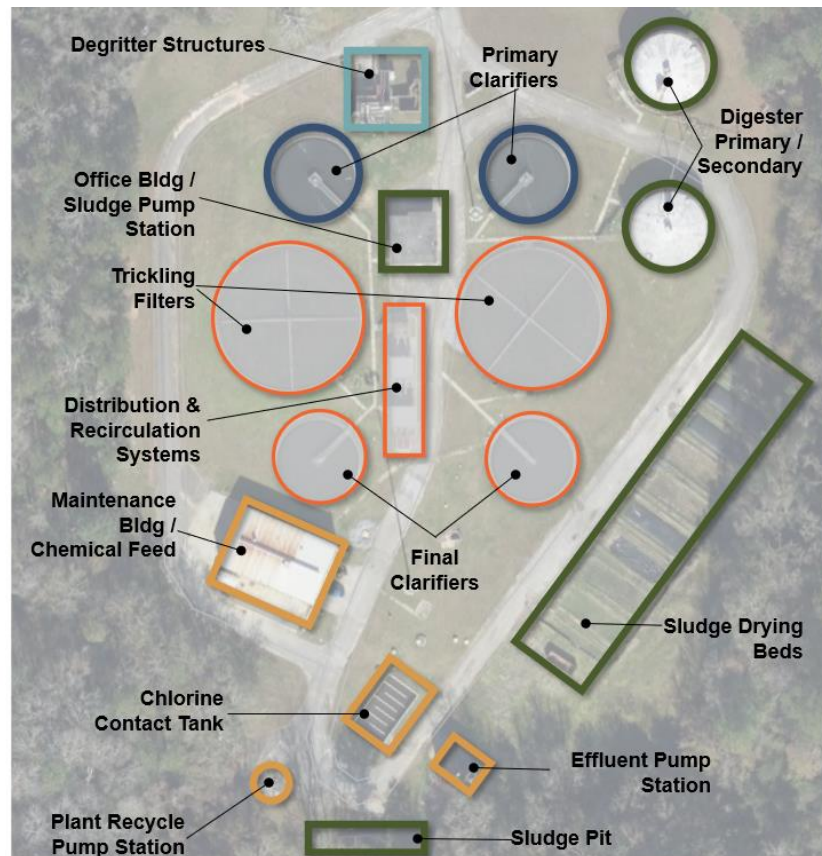 Degritter Structures
Primary
Clarifiers
Digester
Primary /
Secondary
Office Bldg /
Sludge Pump
Station
Trickling
Filters
Distribution &
Recirculation
Systems
Maintenance
Bldg /
Chemical Feed
Final
Clarifiers
Sludge Drying
Beds
Chlorine
Contact Tank
Effluent Pump
Station
Plant Recycle
Pump Station
Sludge Pit